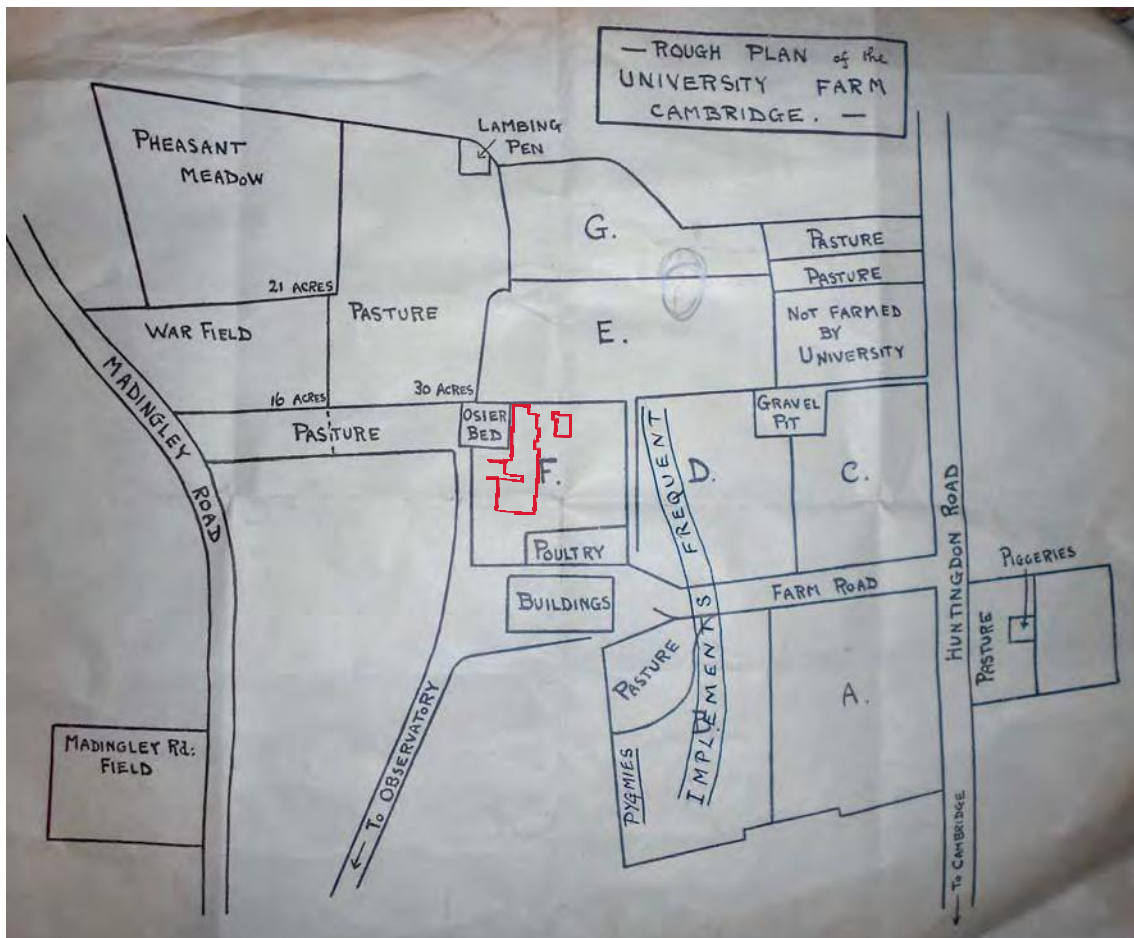 — ROUGH PLAN of the
UNIVERSITY FARM
CAMBRIDGE. —
LAMBING
PEN
PHEASANT
MEADOW
G.
PASTURE
PASTURE
21 ACRES
WAR FIELD
PASTURE
E.
NOT FARMED
BY
UNIVERSITY
16 ACRES
30 ACRES
MADINGLEY ROAD
PASTURE
OSIER
BED
F.
GRAVEL
PIT
D.
C.
IMPLEMENTS FREQUENT
HUNTINGDON ROAD
POULTRY
BUILDINGS
FARM ROAD
PIGGERIES
PASTURE
PASTURE
A.
PYGMIES
MADINGLEY Rd:
FIELD
← TO OBSERVATORY
← TO CAMBRIDGE